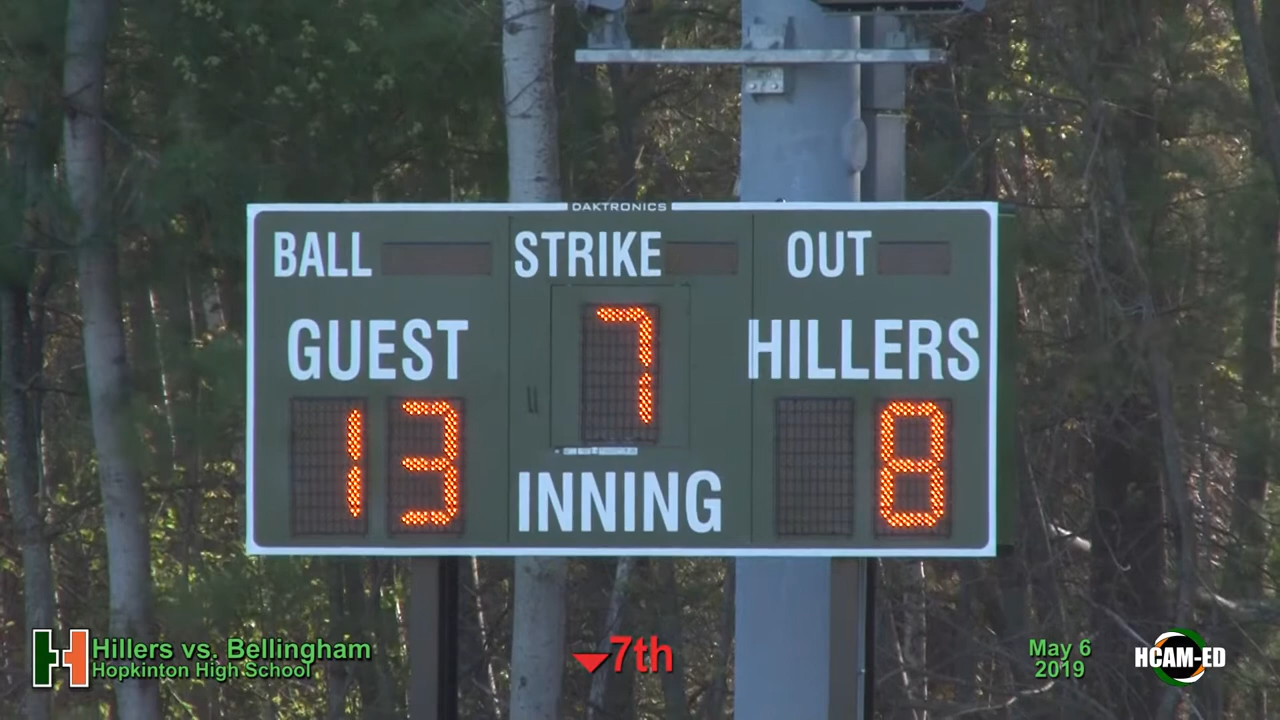 DAKTRONICS
BALL STRIKE OUT
GUEST 7 HILLERS
13 8
INNING
H Hillers vs. Bellingham
Hopkinton High School
7th
May 6
2019
HCAM-ED